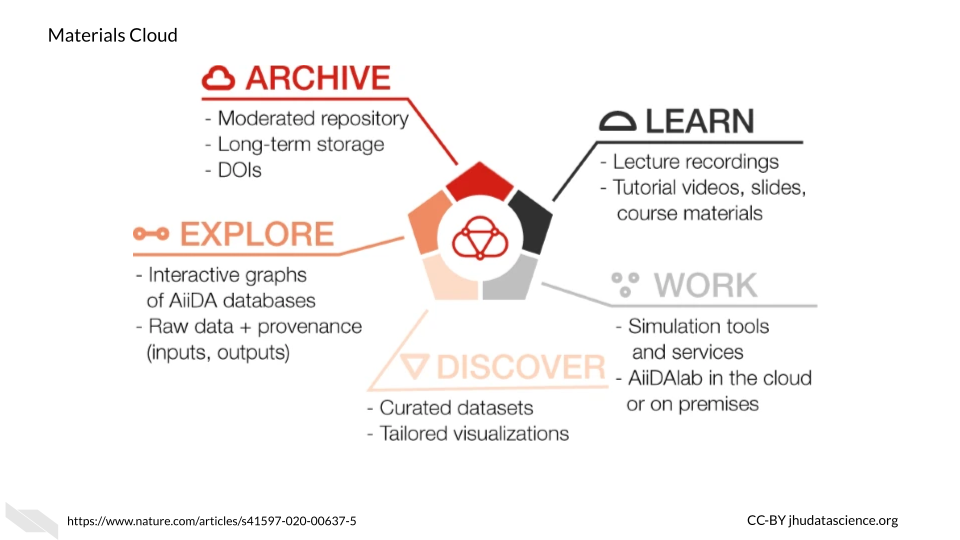 Materials Cloud
ARCHIVE
- Moderated repository
- Long-term storage
- DOIs
LEARN
- Lecture recordings
- Tutorial videos, slides,
course materials
EXPLORE
- Interactive graphs
of AiiDA databases
- Raw data + provenance
(inputs, outputs)
WORK
- Simulation tools
and services
- AiiDAlab in the cloud
or on premises
DISCOVER
- Curated datasets
- Tailored visualizations
https://www.nature.com/articles/s41597-020-00637-5
CC-BY jhudatascience.org